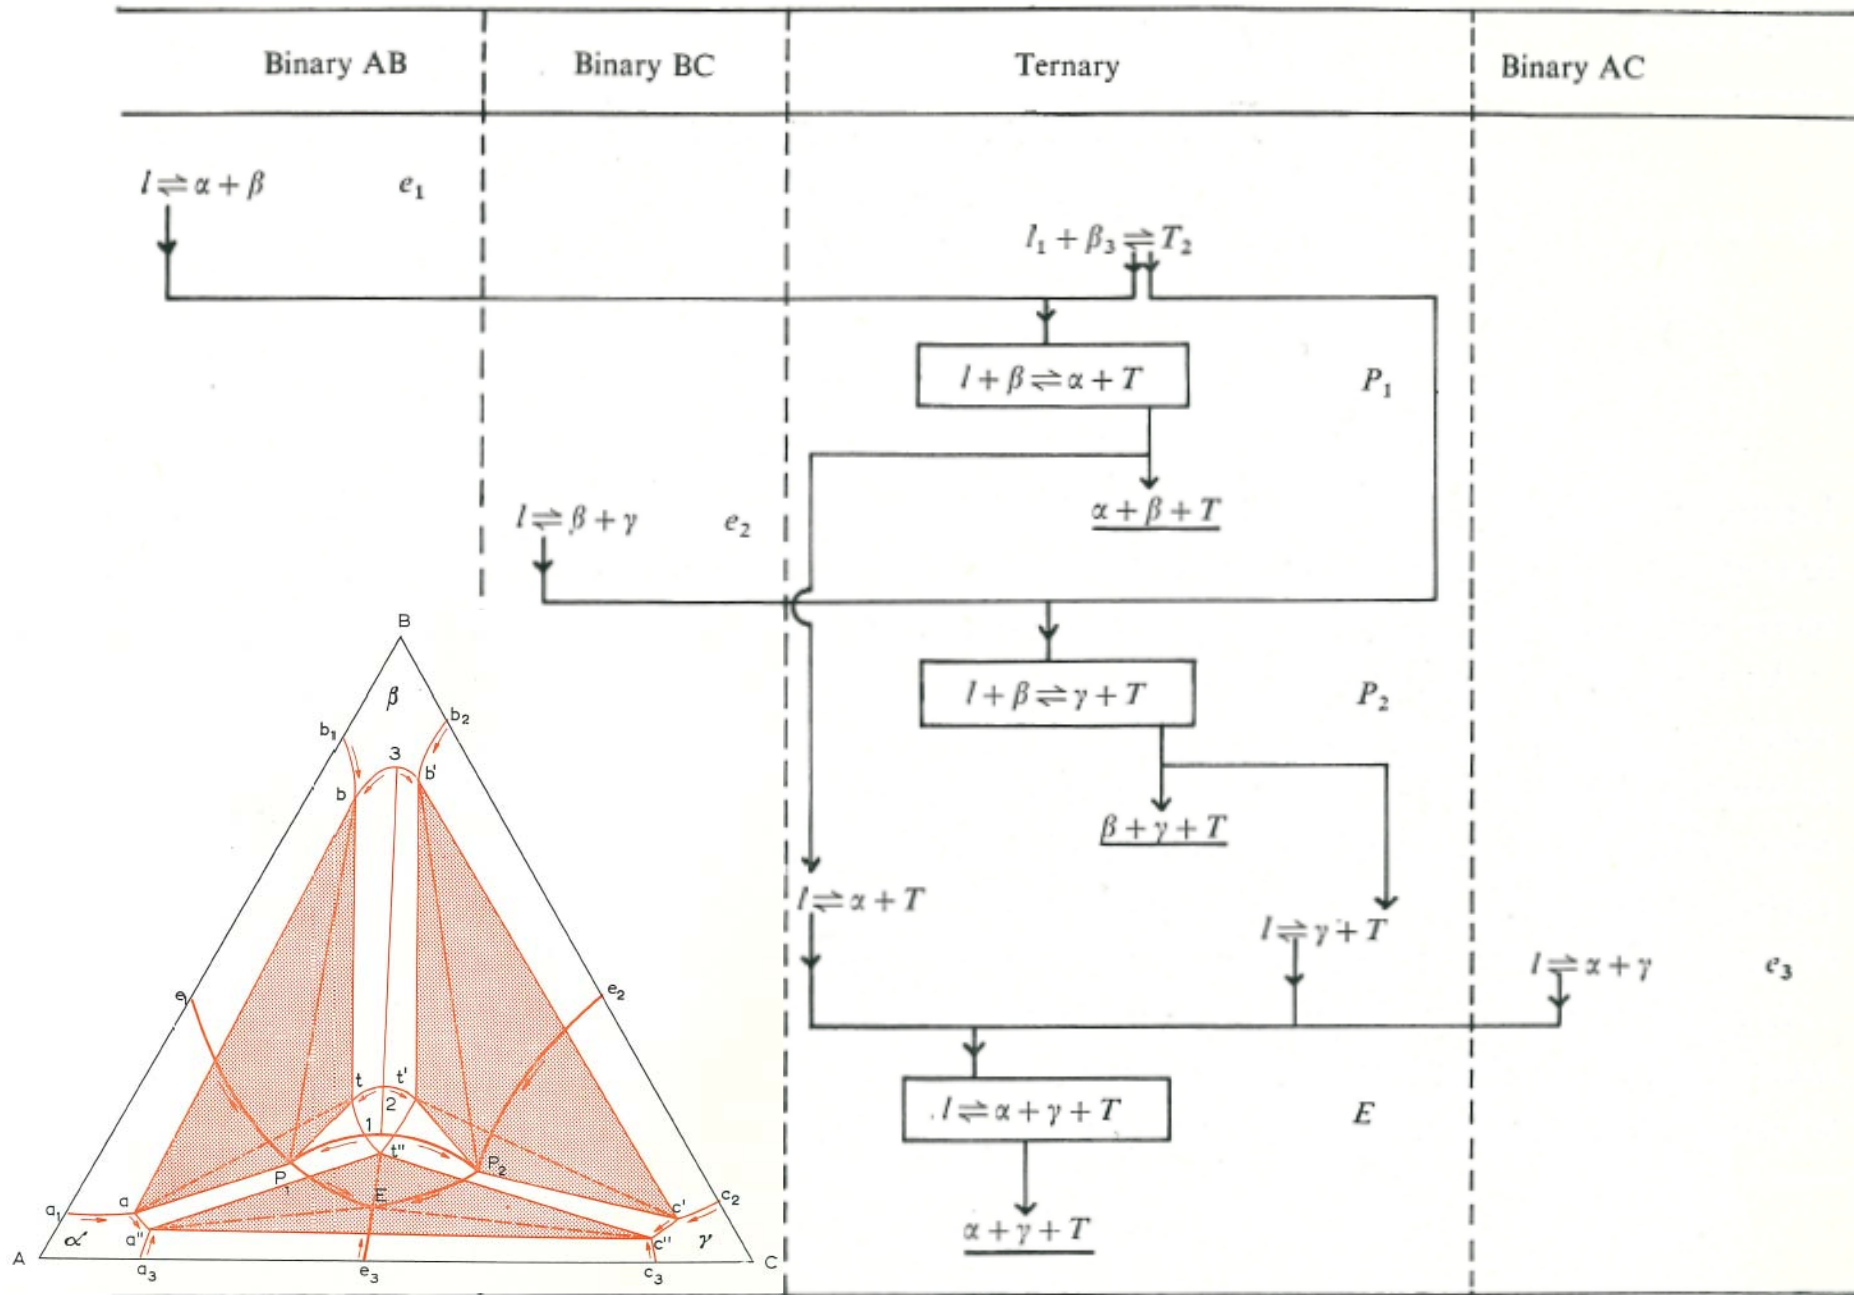 Binary AB Binary BC Ternary Binary AC
l ⇌ α + β e₁
l₁ + β₃ ⇌ T₂
l + β ⇌ α + T P₁
α + β + T
l ⇌ β + γ e₂
l + β ⇌ γ + T P₂
β + γ + T
l ⇌ α + T
l ⇌ γ + T
l ⇌ α + γ e₃
l ⇌ α + γ + T E
α + γ + T
B
β
b₁ b₂
3
b b'
e₁ e₂
t t'
2
1
t''
P₁ P₂
E
a₁ a c' c₂
α a'' c'' γ
A C
a₃ e₃ c₃